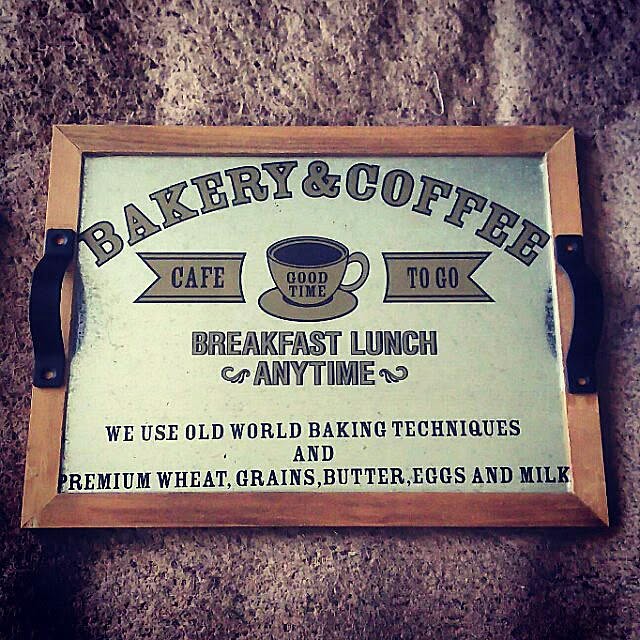 BAKERY & COFFEE
CAFE
GOOD
TIME
TO GO
BREAKFAST LUNCH
ANYTIME
WE USE OLD WORLD BAKING TECHNIQUES
AND
PREMIUM WHEAT, GRAINS, BUTTER, EGGS AND MILK